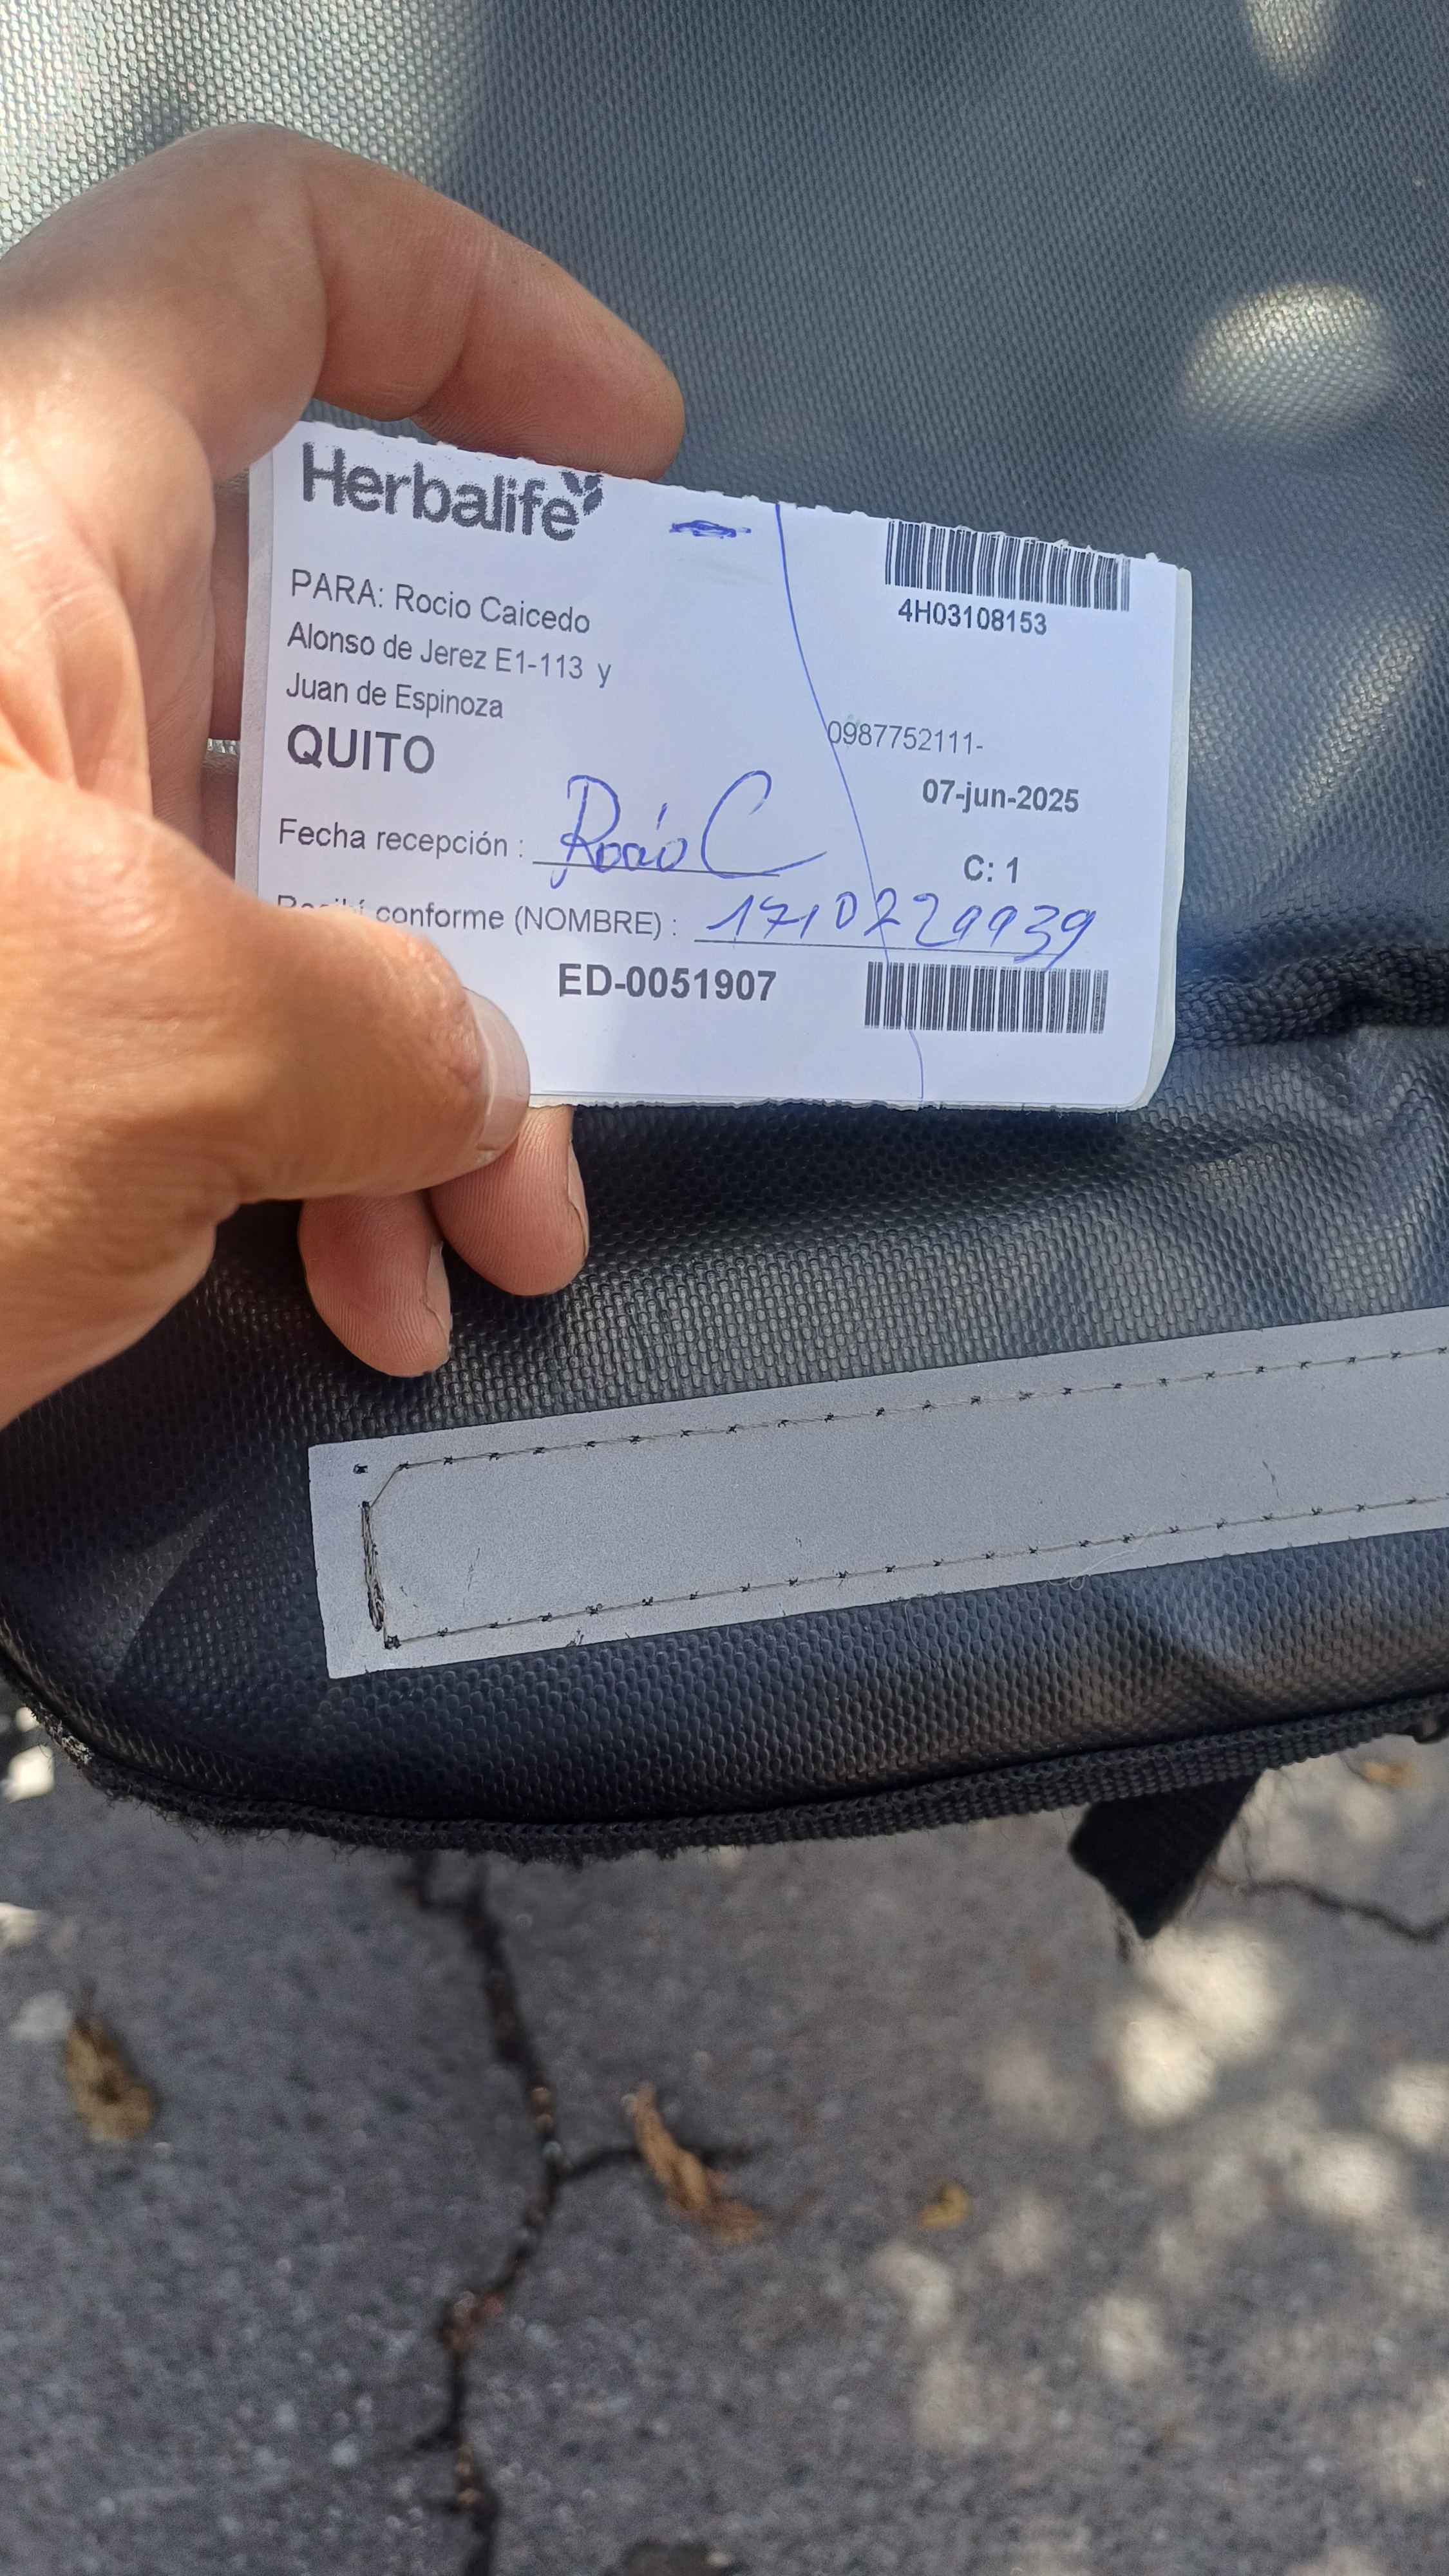 Herbalife
4H03108153
PARA: Rocio Caicedo
Alonso de Jerez E1-113 y
Juan de Espinoza
QUITO
0987752111-
07-jun-2025
Fecha recepción : Rocío C
C: 1
conforme (NOMBRE) : 1710229939
ED-0051907